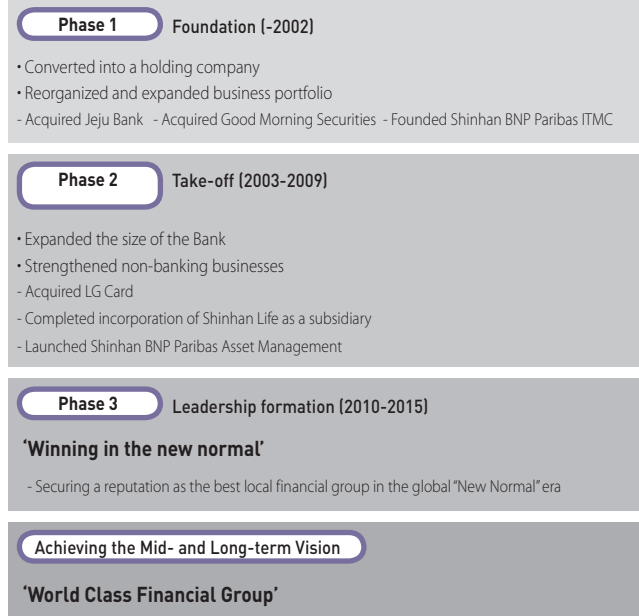 Phase 1 Foundation (-2002)
• Converted into a holding company
• Reorganized and expanded business portfolio
- Acquired Jeju Bank - Acquired Good Morning Securities - Founded Shinhan BNP Paribas ITMC
Phase 2 Take-off (2003-2009)
• Expanded the size of the Bank
• Strengthened non-banking businesses
- Acquired LG Card
- Completed incorporation of Shinhan Life as a subsidiary
- Launched Shinhan BNP Paribas Asset Management
Phase 3 Leadership formation (2010-2015)
‘Winning in the new normal’
- Securing a reputation as the best local financial group in the global “New Normal” era
Achieving the Mid- and Long-term Vision
‘World Class Financial Group’